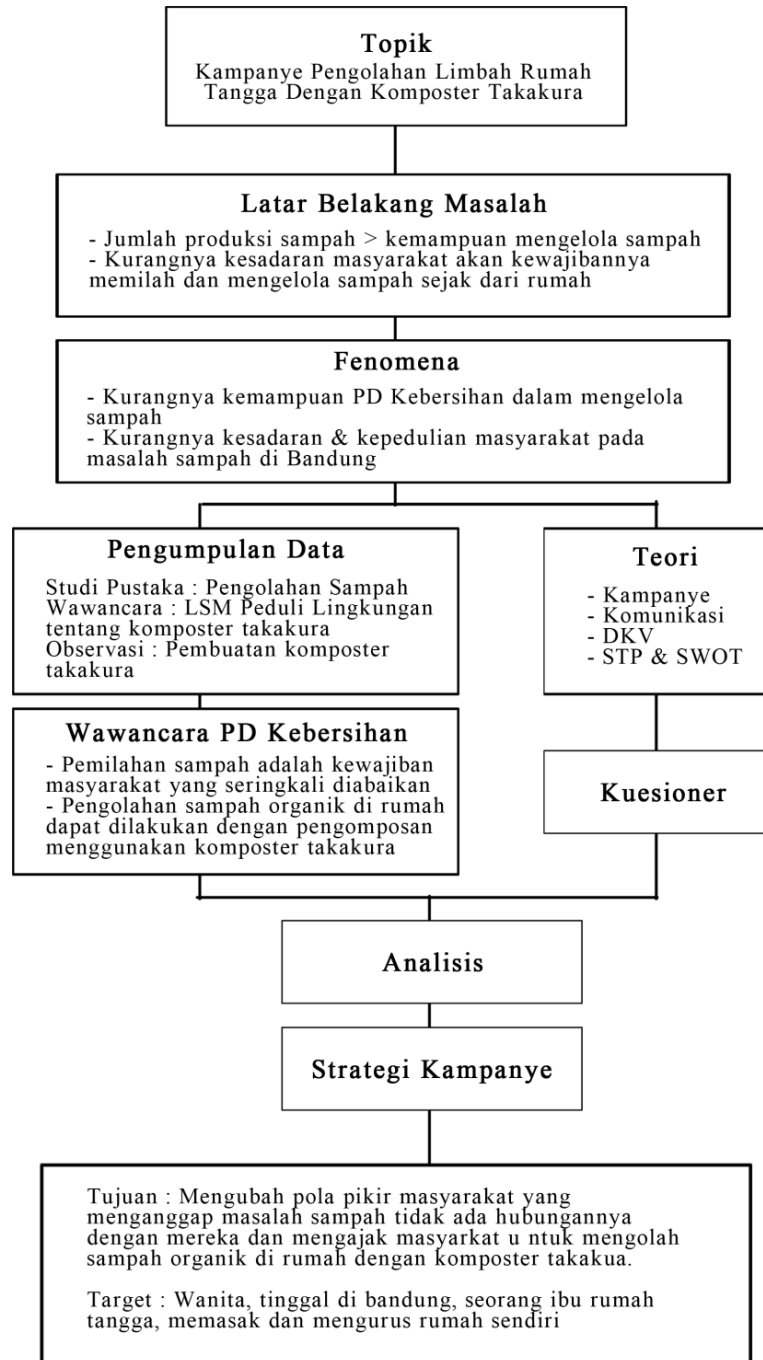 Topik
Kampanye Pengolahan Limbah Rumah
Tangga Dengan Komposter Takakura
Latar Belakang Masalah
- Jumlah produksi sampah > kemampuan mengelola sampah
- Kurangnya kesadaran masyarakat akan kewajibannya
memilah dan mengelola sampah sejak dari rumah
Fenomena
- Kurangnya kemampuan PD Kebersihan dalam mengelola
sampah
- Kurangnya kesadaran & kepedulian masyarakat pada
masalah sampah di Bandung
Pengumpulan Data
Studi Pustaka : Pengolahan Sampah
Wawancara : LSM Peduli Lingkungan
tentang komposter takakura
Observasi : Pembuatan komposter
takakura
Teori
- Kampanye
- Komunikasi
- DKV
- STP & SWOT
Wawancara PD Kebersihan
- Pemilahan sampah adalah kewajiban
masyarakat yang seringkali diabaikan
- Pengolahan sampah organik di rumah
dapat dilakukan dengan pengomposan
menggunakan komposter takakura
Kuesioner
Analisis
Strategi Kampanye
Tujuan : Mengubah pola pikir masyarakat yang
menganggap masalah sampah tidak ada hubungannya
dengan mereka dan mengajak masyarkat u ntuk mengolah
sampah organik di rumah dengan komposter takakua.
Target : Wanita, tinggal di bandung, seorang ibu rumah
tangga, memasak dan mengurus rumah sendiri